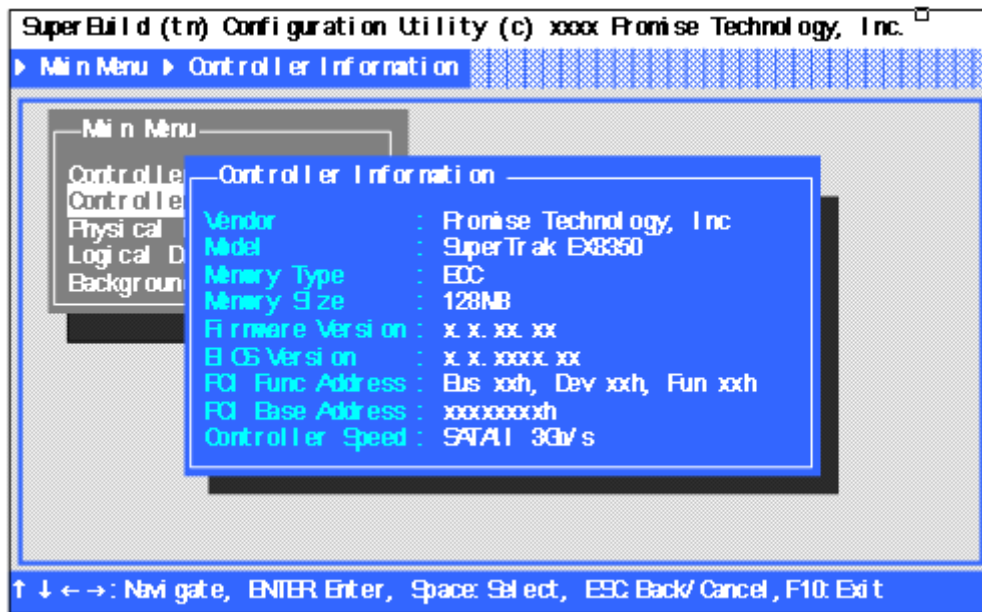 SuperBuild (tm) Configuration Utility (c) xxxx Promise Technology, Inc.
Main Menu Controller Information
Main Menu
Controlle
Controlle
Physical
Logical D
Backgroun
Controller Information
Vendor : Promise Technology, Inc
Model : SuperTrak EX8350
Memory Type : ECC
Memory Size : 128MB
Firmware Version : x.x.xx.xx
BIOS Version : x.x.xxxx.xx
PCI Func Address : Bus xxh, Dev xxh, Fun xxh
PCI Base Address : xxxxxxxxh
Controller Speed : SATAII 3Gb/s
↑ ↓ ← →: Navigate, ENTER: Enter, Space: Select, ESC: Back/Cancel, F10: Exit